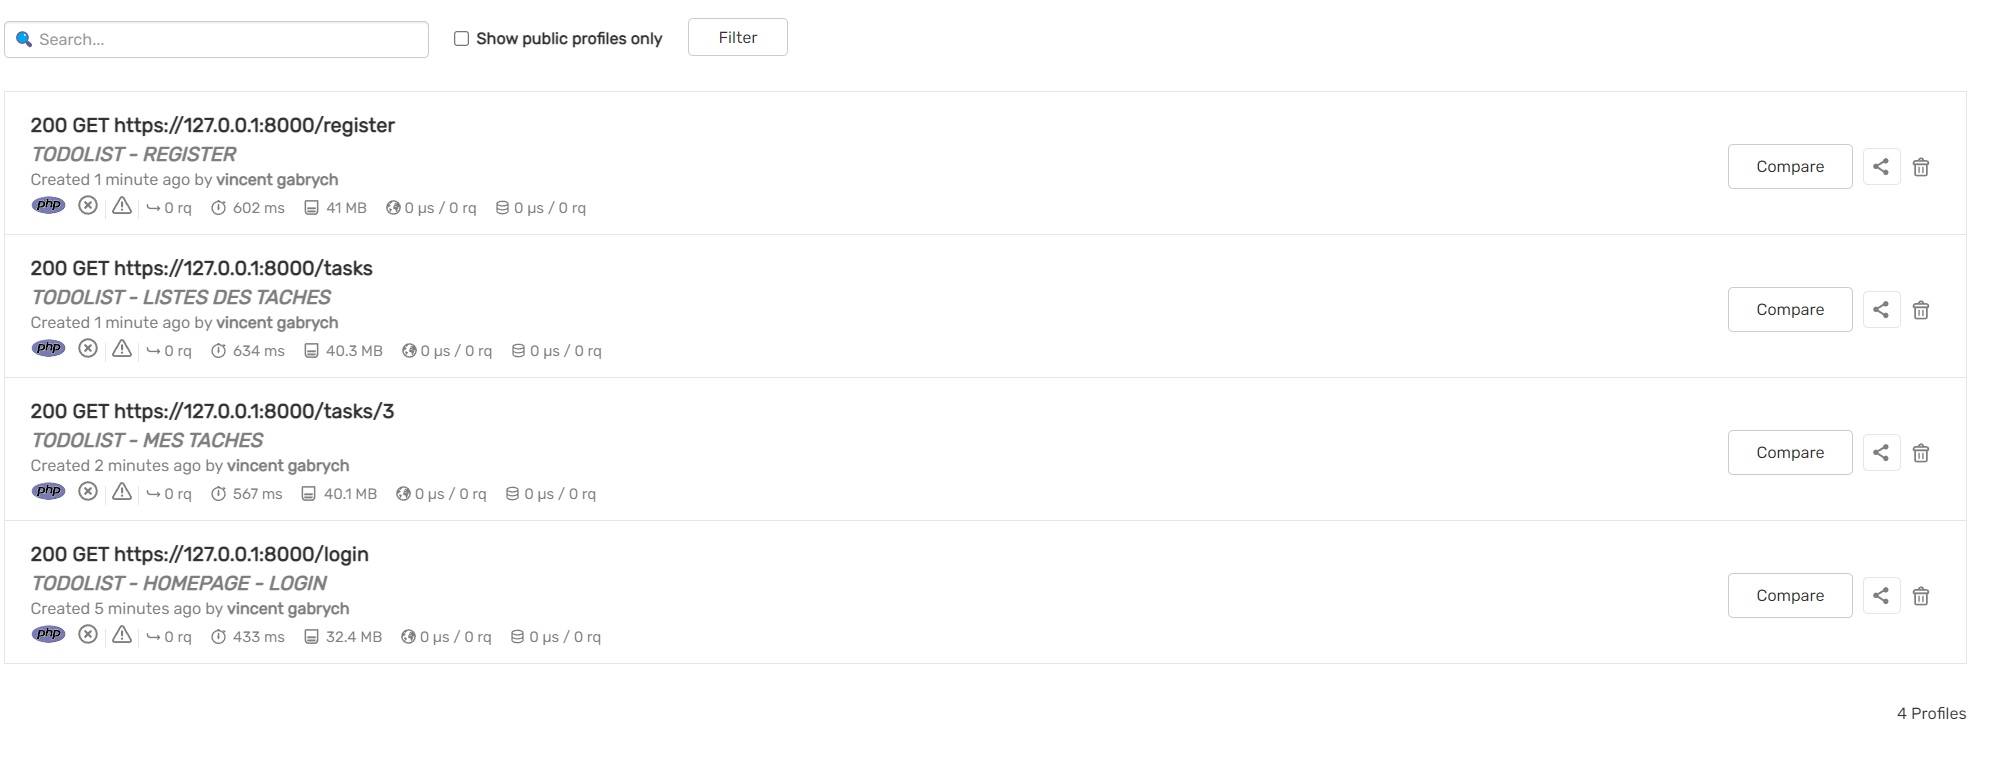 Search...
Show public profiles only
Filter
200 GET https://127.0.0.1:8000/register
TODOLIST - REGISTER
Created 1 minute ago by vincent gabrych
php 0 rq 602 ms 41 MB 0 µs / 0 rq 0 µs / 0 rq
Compare
200 GET https://127.0.0.1:8000/tasks
TODOLIST - LISTES DES TACHES
Created 1 minute ago by vincent gabrych
php 0 rq 634 ms 40.3 MB 0 µs / 0 rq 0 µs / 0 rq
Compare
200 GET https://127.0.0.1:8000/tasks/3
TODOLIST - MES TACHES
Created 2 minutes ago by vincent gabrych
php 0 rq 567 ms 40.1 MB 0 µs / 0 rq 0 µs / 0 rq
Compare
200 GET https://127.0.0.1:8000/login
TODOLIST - HOMEPAGE - LOGIN
Created 5 minutes ago by vincent gabrych
php 0 rq 433 ms 32.4 MB 0 µs / 0 rq 0 µs / 0 rq
Compare
4 Profiles